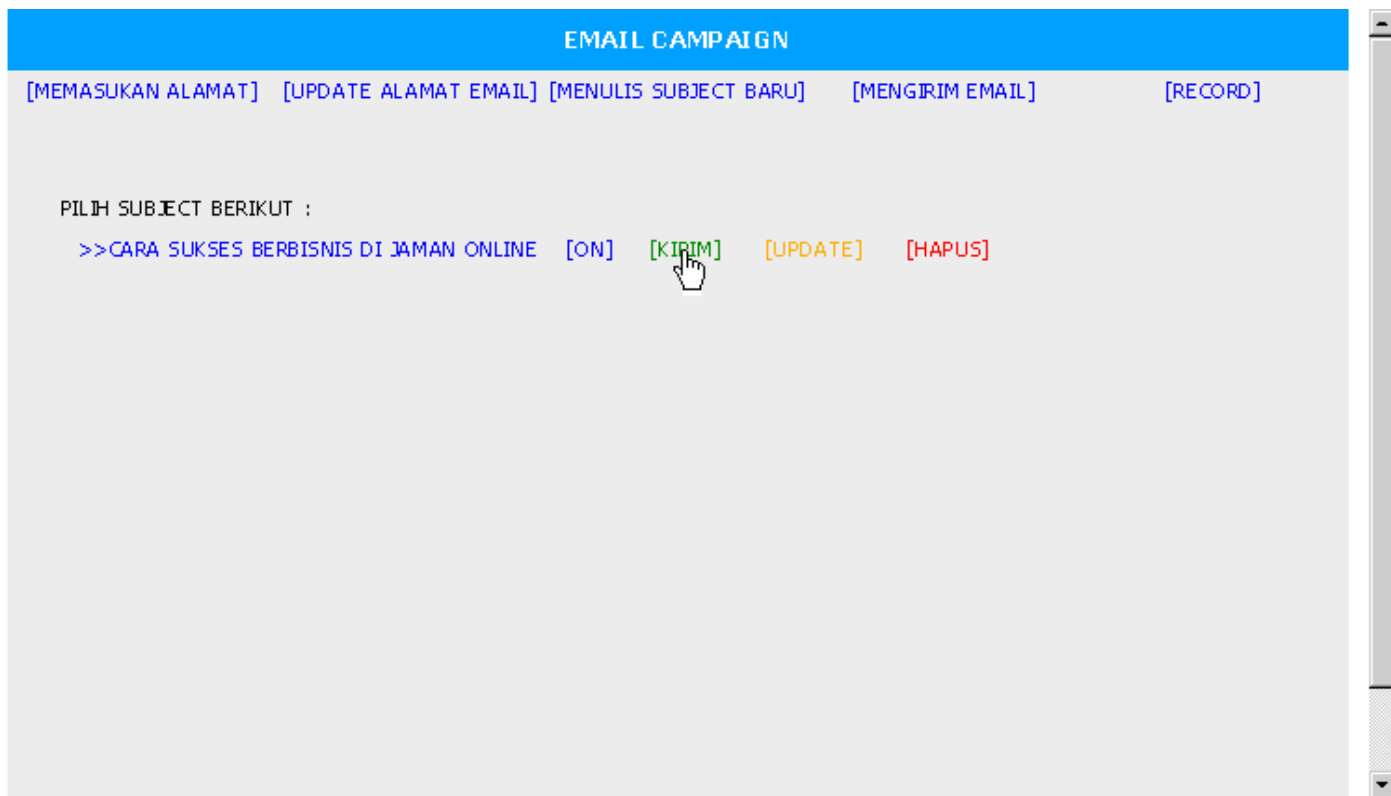 EMAIL CAMPAIGN
[MEMASUKAN ALAMAT] [UPDATE ALAMAT EMAIL] [MENULIS SUBJECT BARU] [MENGIRIM EMAIL] [RECORD]
PILIH SUBJECT BERIKUT :
>>CARA SUKSES BERBISNIS DI JAMAN ONLINE [ON] [KIRIM] [UPDATE] [HAPUS]